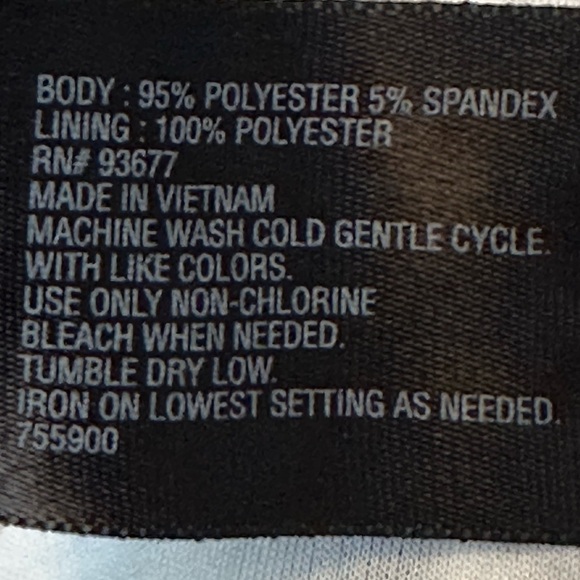 BODY : 95% POLYESTER 5% SPANDEX
LINING : 100% POLYESTER
RN# 93677
MADE IN VIETNAM
MACHINE WASH COLD GENTLE CYCLE.
WITH LIKE COLORS.
USE ONLY NON-CHLORINE
BLEACH WHEN NEEDED.
TUMBLE DRY LOW.
IRON ON LOWEST SETTING AS NEEDED.
755900